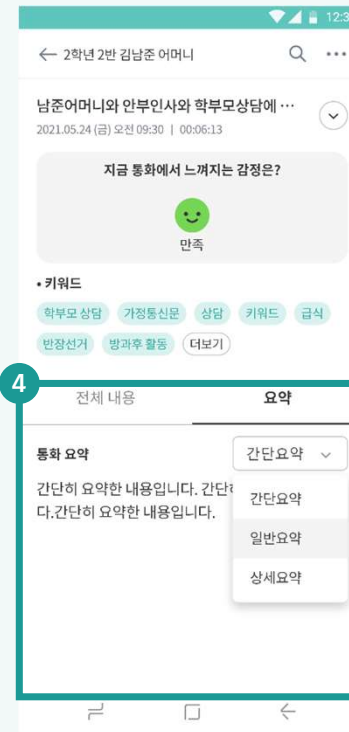 12:3
2학년 2반 김남준 어머니
남준어머니와 안부인사와 학부모상담에 …
2021.05.24 (금) 오전 09:30 | 00:06:13
지금 통화에서 느껴지는 감정은?
만족
• 키워드
학부모 상담 가정통신문 상담 키워드 급식
반장선거 방과후 활동 더보기
4
전체 내용 요약
통화 요약 간단요약
간단히 요약한 내용입니다. 간단
다.간단히 요약한 내용입니다.
간단요약
일반요약
상세요약